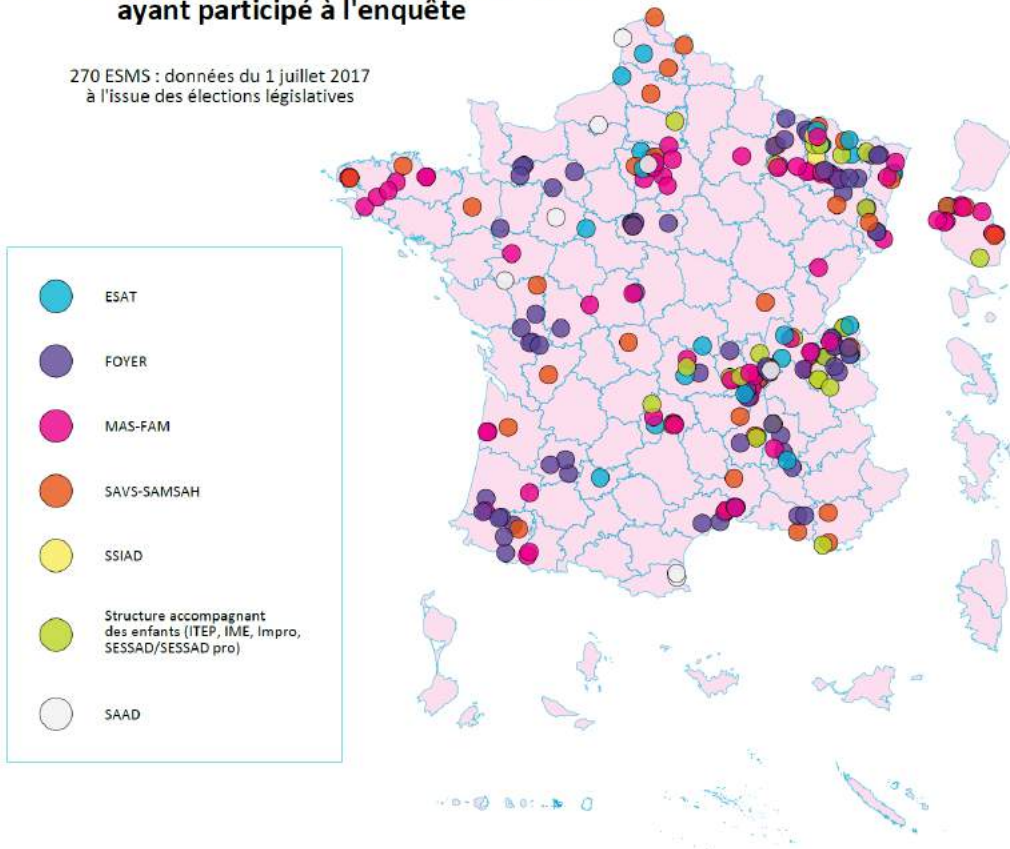 ayant participé à l'enquête
270 ESMS : données du 1 juillet 2017
à l'issue des élections législatives
ESAT
FOYER
MAS-FAM
SAVS-SAMSAH
SSIAD
Structure accompagnant
des enfants (ITEP, IME, Impro,
SESSAD/SESSAD pro)
SAAD